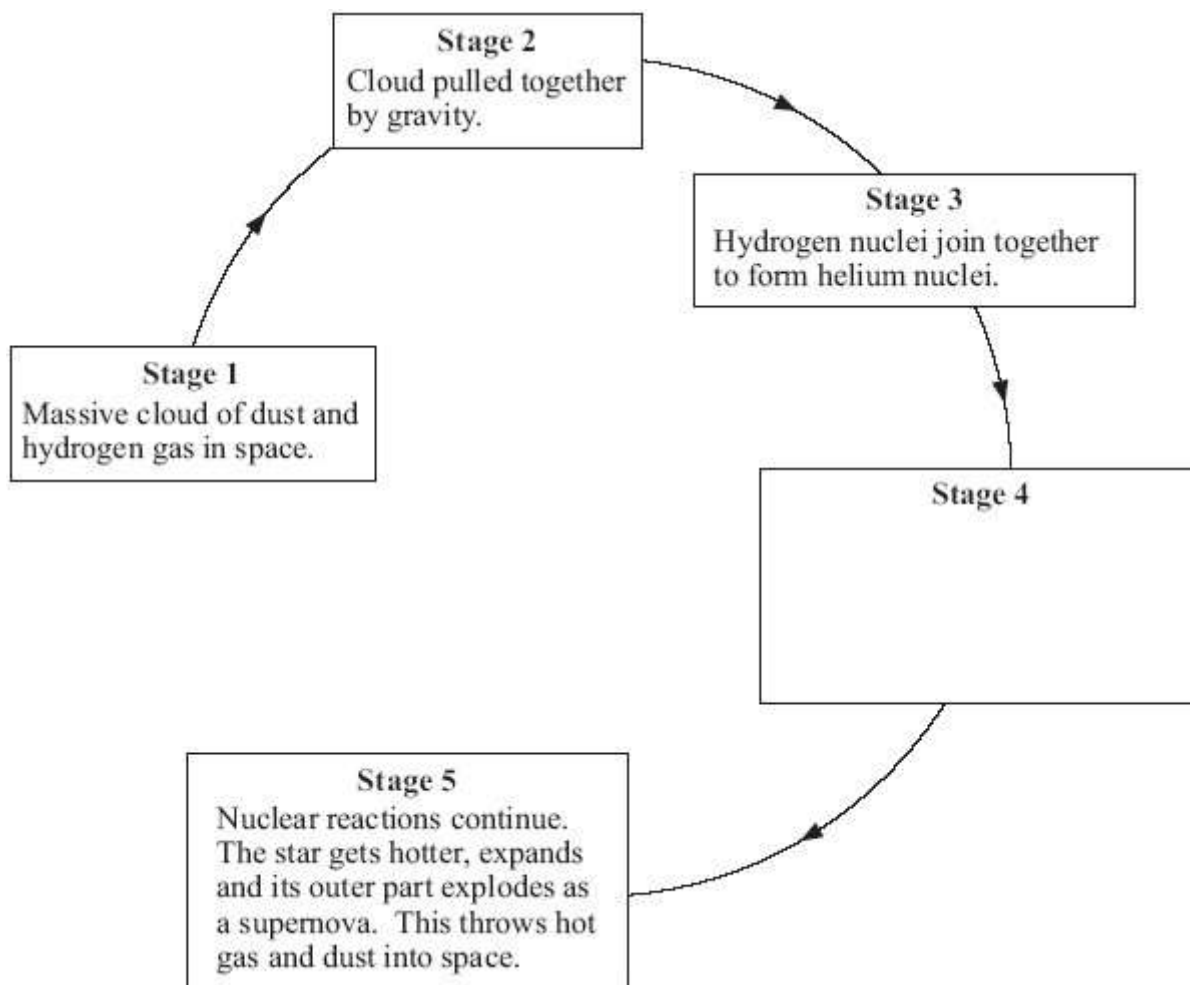 Stage 1
Massive cloud of dust and
hydrogen gas in space.
Stage 2
Cloud pulled together
by gravity.
Stage 3
Hydrogen nuclei join together
to form helium nuclei.
Stage 4
Stage 5
Nuclear reactions continue.
The star gets hotter, expands
and its outer part explodes as
a supernova. This throws hot
gas and dust into space.